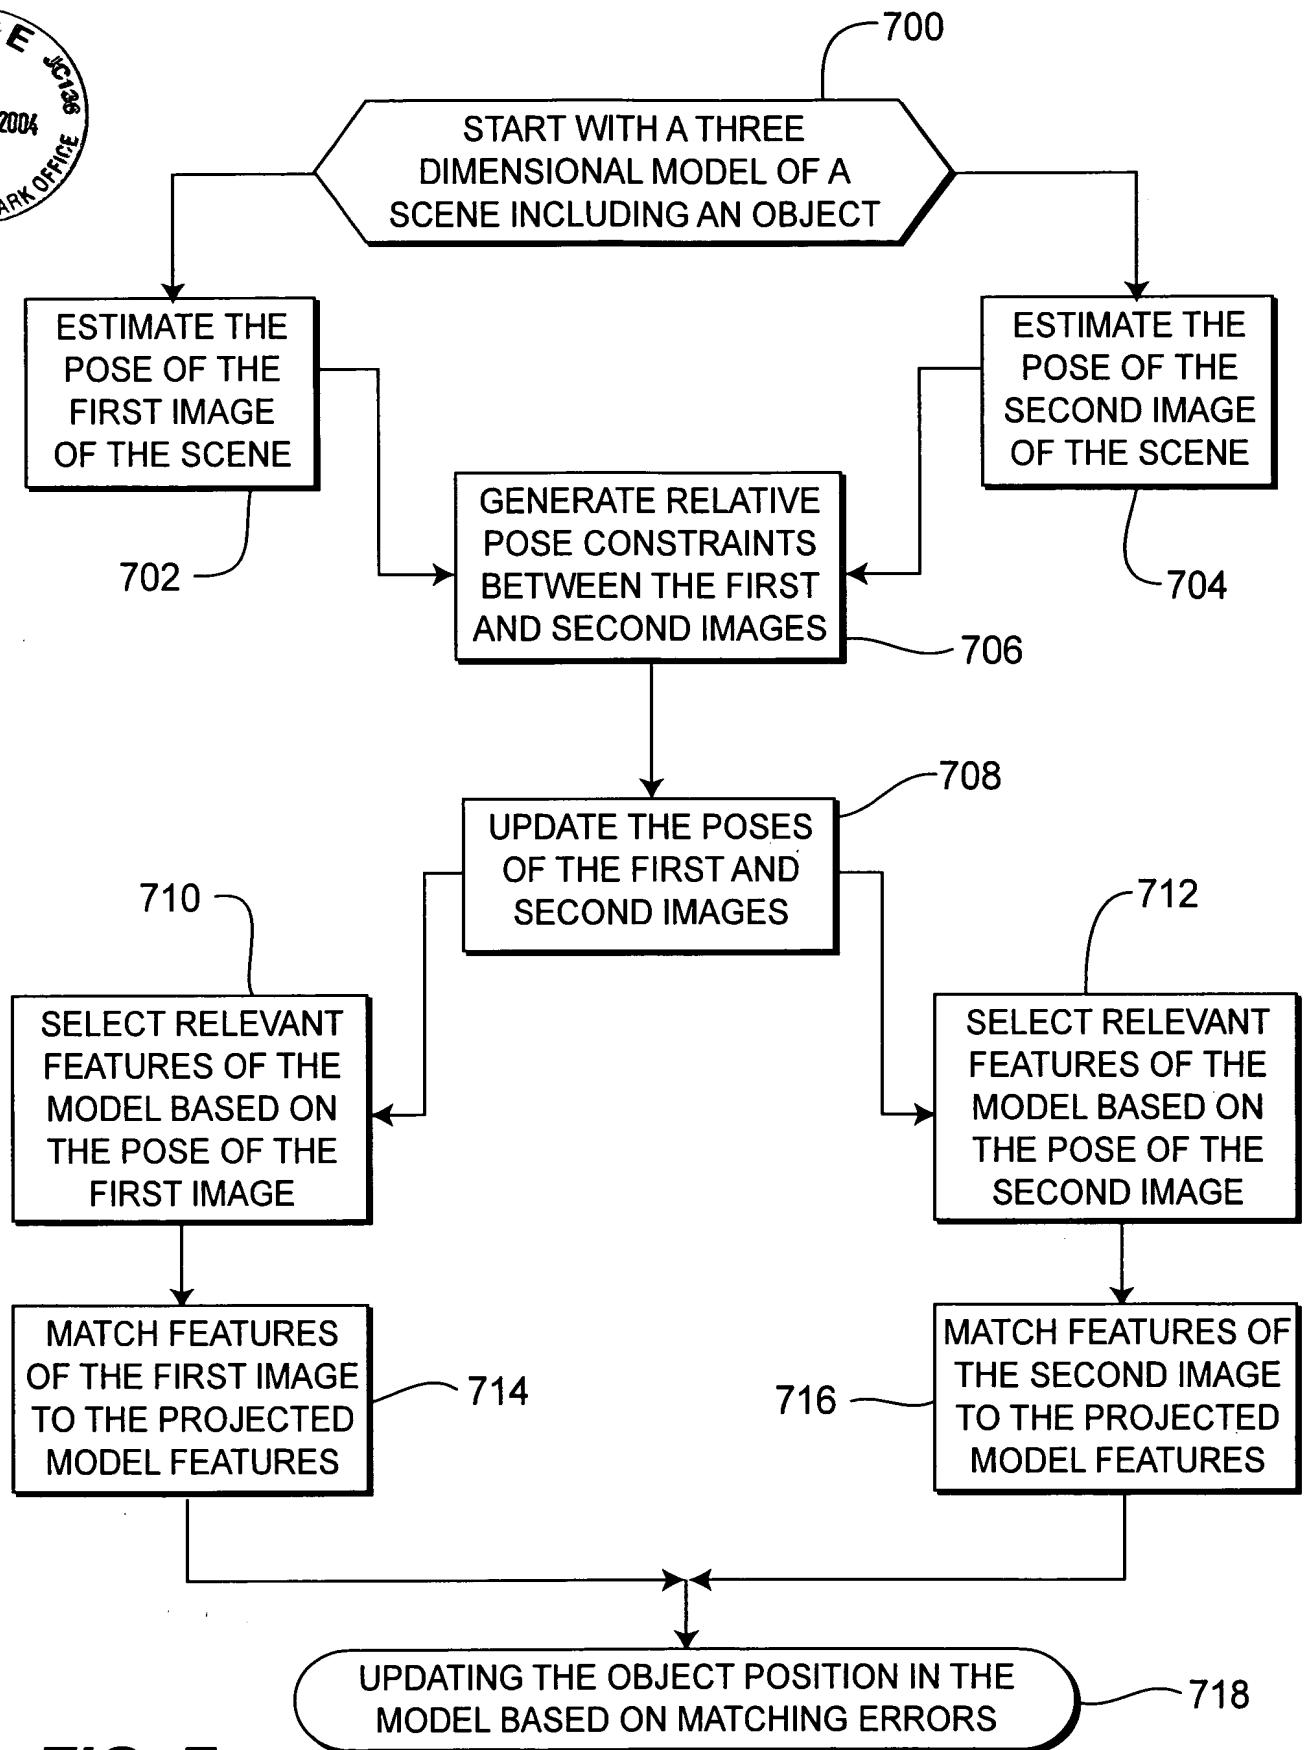 JC136
2004
ARK OFFICE
700
START WITH A THREE
DIMENSIONAL MODEL OF A
SCENE INCLUDING AN OBJECT
ESTIMATE THE
POSE OF THE
FIRST IMAGE
OF THE SCENE
702
ESTIMATE THE
POSE OF THE
SECOND IMAGE
OF THE SCENE
704
GENERATE RELATIVE
POSE CONSTRAINTS
BETWEEN THE FIRST
AND SECOND IMAGES
706
708
UPDATE THE POSES
OF THE FIRST AND
SECOND IMAGES
710
SELECT RELEVANT
FEATURES OF THE
MODEL BASED ON
THE POSE OF THE
FIRST IMAGE
712
SELECT RELEVANT
FEATURES OF THE
MODEL BASED ON
THE POSE OF THE
SECOND IMAGE
MATCH FEATURES
OF THE FIRST IMAGE
TO THE PROJECTED
MODEL FEATURES
714
MATCH FEATURES OF
THE SECOND IMAGE
TO THE PROJECTED
MODEL FEATURES
716
UPDATING THE OBJECT POSITION IN THE
MODEL BASED ON MATCHING ERRORS
718